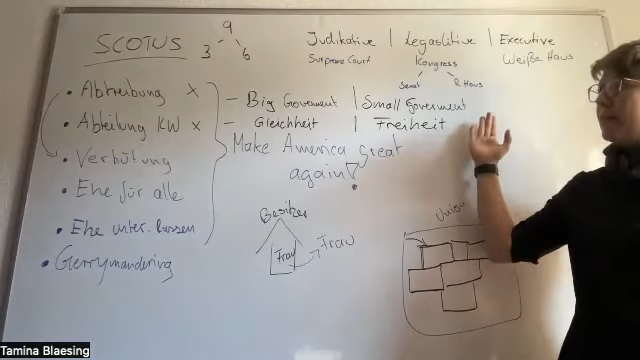 SCOTUS
9
3 6
Judikative | Legaslitive | Executive
Supreme Court
Kongress
Weiße Haus
Senat R.Haus
• Abtreibung x
• Abteilung KW x
• Verhütung
• Ehe für alle
• Ehe unter. Rassen
• Gerrymandering
- Big Government | Small Government
- Gleichheit | Freiheit
Make America great
again!
Besitzer
Frau
Frau
Union
Tamina Blaesing